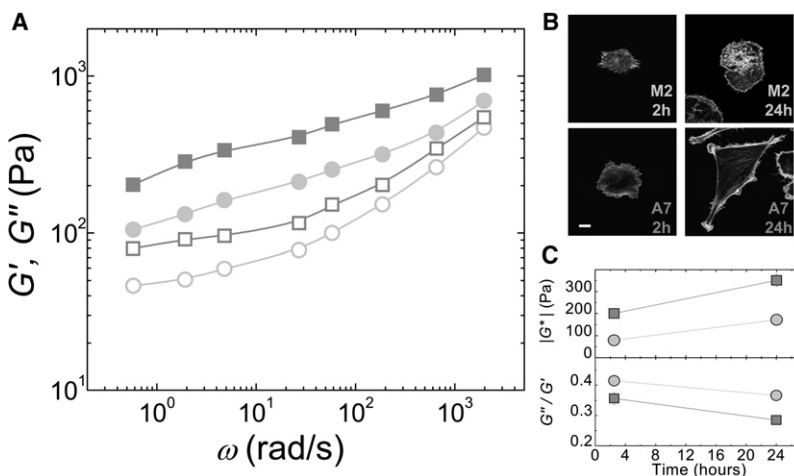 A
G', G'' (Pa)
10³
10²
10¹
10⁰ 10¹ 10² 10³
ω (rad/s)
B
M2
2h
M2
24h
A7
2h
A7
24h
C
|G*| (Pa)
300
200
100
0
G''/G'
0.4
0.3
0.2
0 4 8 12 16 20 24
Time (hours)